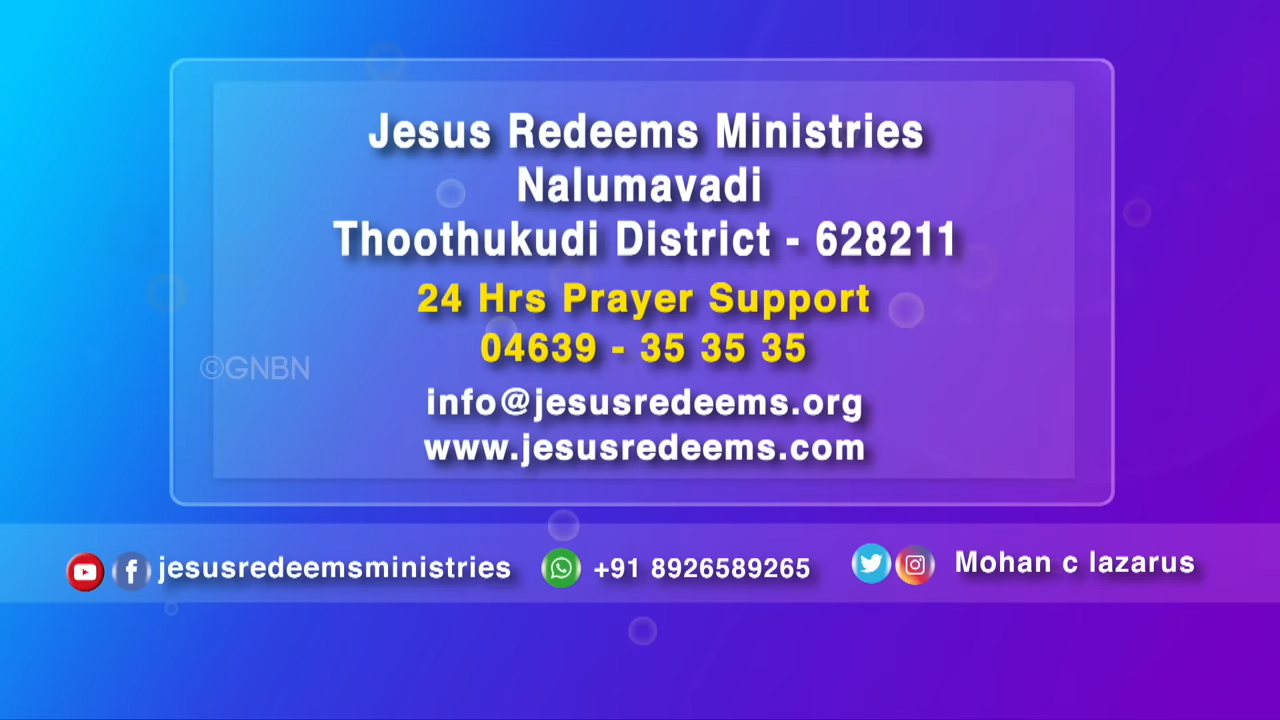 Jesus Redeems Ministries
Nalumavadi
Thoothukudi District - 628211
24 Hrs Prayer Support
04639 - 35 35 35
©GNBN
info@jesusredeems.org
www.jesusredeems.com
jesusredeemsministries +91 8926589265 Mohan c lazarus